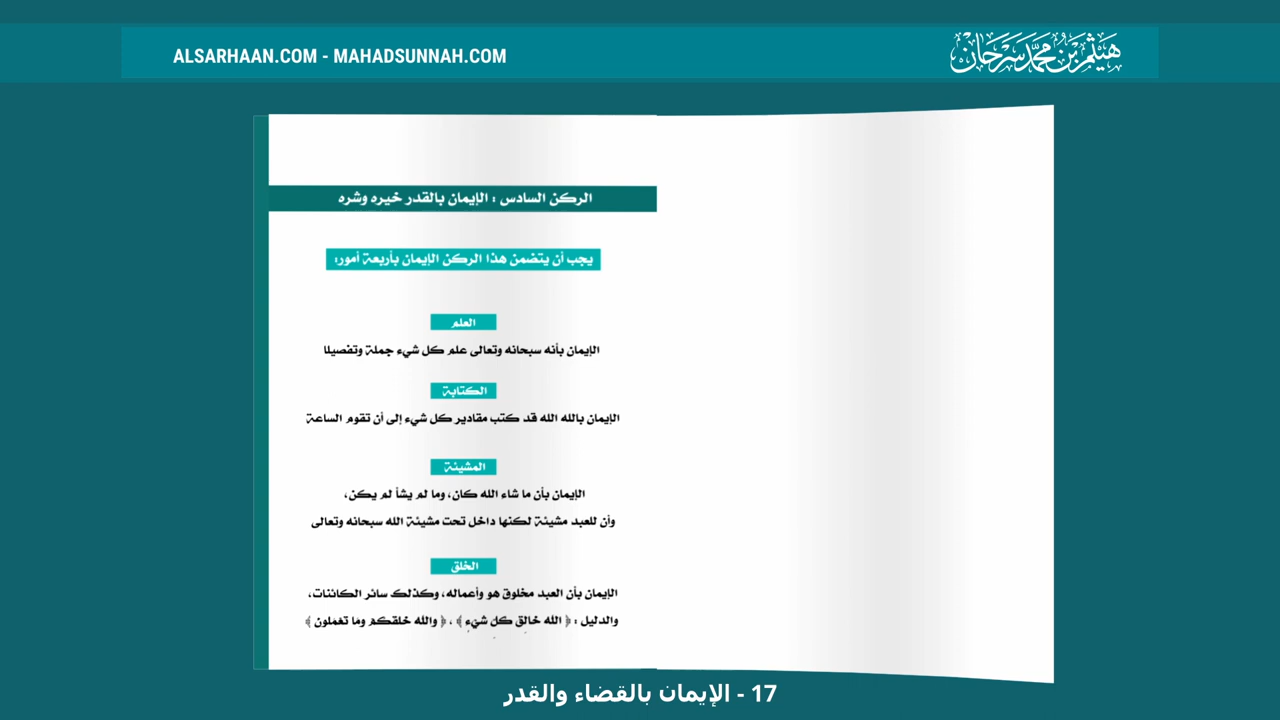 ALSARHAAN.COM - MAHADSUNNAH.COM
هيثم بن محمد سرحان
الركن السادس : الإيمان بالقدر خيره وشره
يجب أن يتضمن هذا الركن الإيمان بأربعة أمور:
العلم
الإيمان بأنه سبحانه وتعالى علم كل شيء جملة وتفصيلا
الكتابة
الإيمان بالله الله قد كتب مقادير كل شيء إلى أن تقوم الساعة
المشيئة
الإيمان بأن ما شاء الله كان، وما لم يشأ لم يكن،
وأن للعبد مشيئة لكنها داخل تحت مشيئة الله سبحانه وتعالى
الخلق
الإيمان بأن العبد مخلوق هو وأعماله، وكذلك سائر الكائنات،
والدليل : ﴿ الله خالق كل شيء ﴾ ، ﴿ والله خلقكم وما تعملون ﴾
17 - الإيمان بالقضاء والقدر